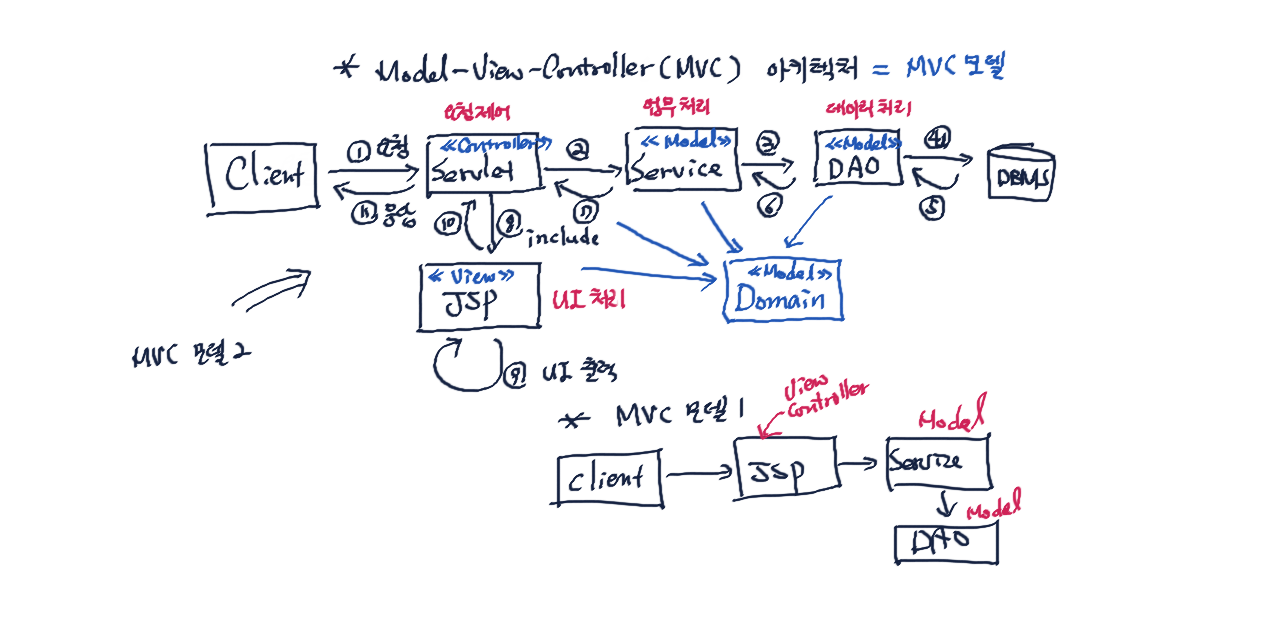 * Model-View-Controller(MVC) 아키텍처 = MVC 모델
요청제어
업무처리
데이터 처리
Client
① 요청
⑪ 응답
<<Controller>>
Servlet
②
⑦
<<Model>>
Service
③
⑥
<<Model>>
DAO
④
⑤
DBMS
⑩
⑧ include
<<View>>
JSP
UI 처리
<<Model>>
Domain
MVC 모델 2
⑨ UI 출력
* MVC 모델 1
View
Controller
Model
Client
JSP
Service
Model
DAO